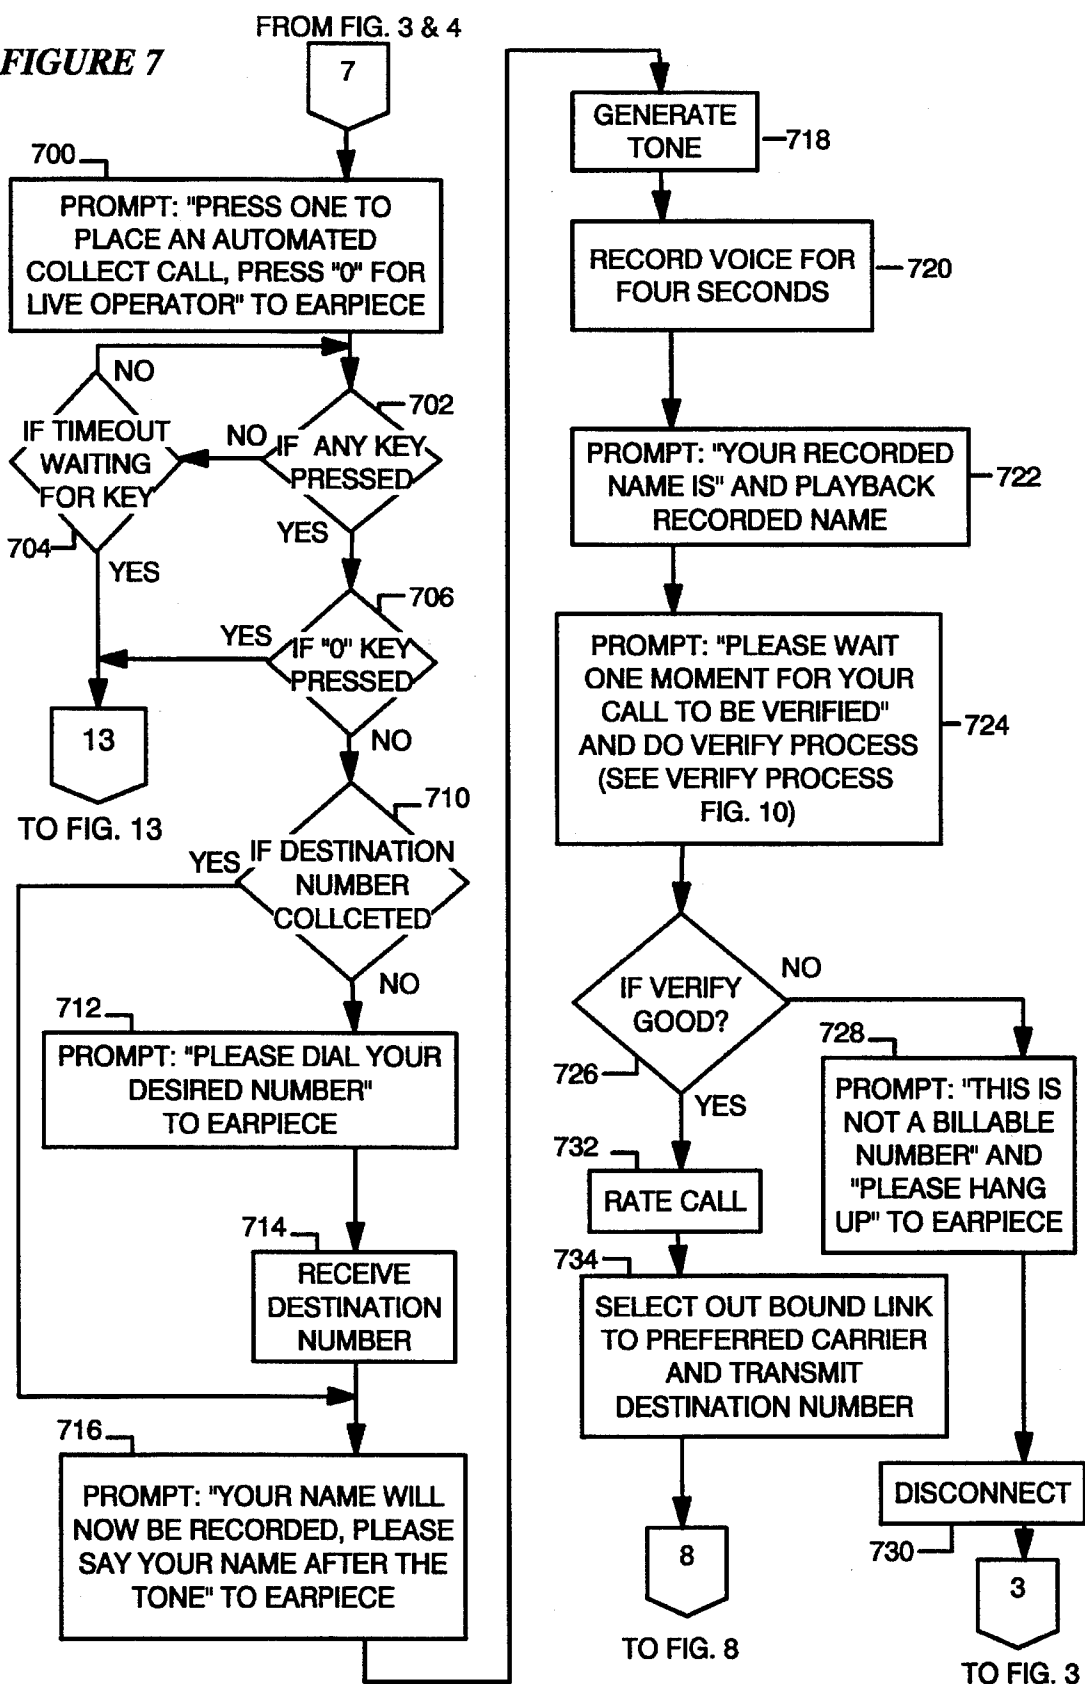 FROM FIG. 3 & 4
FIGURE 7
7
700
PROMPT: "PRESS ONE TO
PLACE AN AUTOMATED
COLLECT CALL, PRESS "0" FOR
LIVE OPERATOR" TO EARPIECE
NO
702
IF TIMEOUT
WAITING
FOR KEY
NO
IF ANY KEY
PRESSED
704
YES
YES
706
YES
IF "0" KEY
PRESSED
NO
13
TO FIG. 13
710
YES
IF DESTINATION
NUMBER
COLLCETED
NO
712
PROMPT: "PLEASE DIAL YOUR
DESIRED NUMBER"
TO EARPIECE
714
RECEIVE
DESTINATION
NUMBER
716
PROMPT: "YOUR NAME WILL
NOW BE RECORDED, PLEASE
SAY YOUR NAME AFTER THE
TONE" TO EARPIECE
GENERATE
TONE
718
RECORD VOICE FOR
FOUR SECONDS
720
PROMPT: "YOUR RECORDED
NAME IS" AND PLAYBACK
RECORDED NAME
722
PROMPT: "PLEASE WAIT
ONE MOMENT FOR YOUR
CALL TO BE VERIFIED"
AND DO VERIFY PROCESS
(SEE VERIFY PROCESS
FIG. 10)
724
IF VERIFY
GOOD?
NO
726
YES
728
PROMPT: "THIS IS
NOT A BILLABLE
NUMBER" AND
"PLEASE HANG
UP" TO EARPIECE
732
RATE CALL
734
SELECT OUT BOUND LINK
TO PREFERRED CARRIER
AND TRANSMIT
DESTINATION NUMBER
DISCONNECT
730
8
TO FIG. 8
3
TO FIG. 3